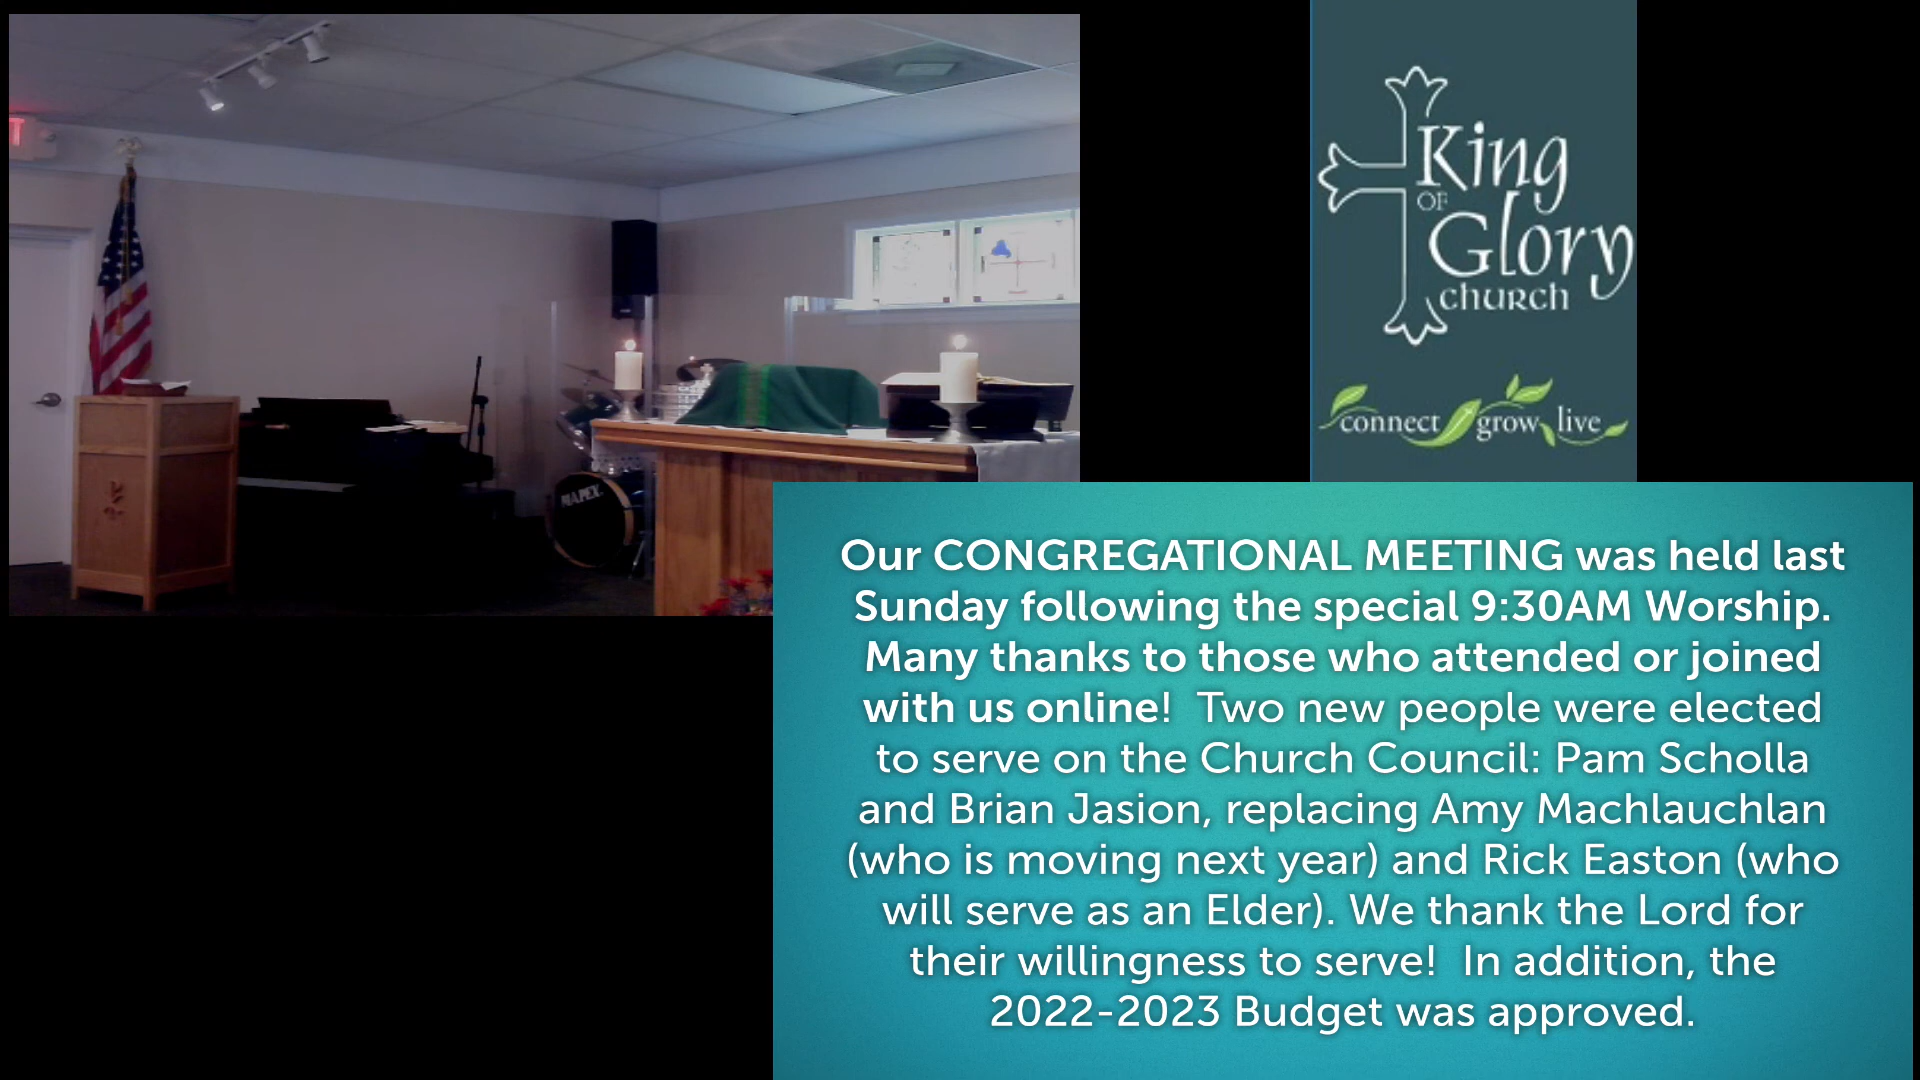 King
OF
Glory
church
connect grow live
MAPEX
Our CONGREGATIONAL MEETING was held last
Sunday following the special 9:30AM Worship.
Many thanks to those who attended or joined
with us online!  Two new people were elected
to serve on the Church Council: Pam Scholla
and Brian Jasion, replacing Amy Machlauchlan
(who is moving next year) and Rick Easton (who
will serve as an Elder). We thank the Lord for
their willingness to serve!  In addition, the
2022-2023 Budget was approved.